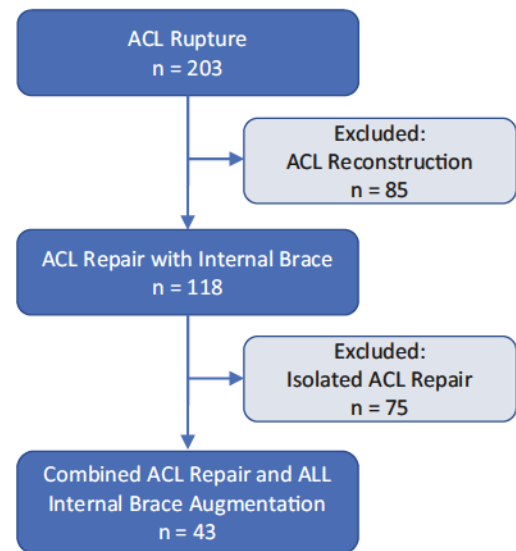 ACL Rupture
n = 203
Excluded:
ACL Reconstruction
n = 85
ACL Repair with Internal Brace
n = 118
Excluded:
Isolated ACL Repair
n = 75
Combined ACL Repair and ALL
Internal Brace Augmentation
n = 43